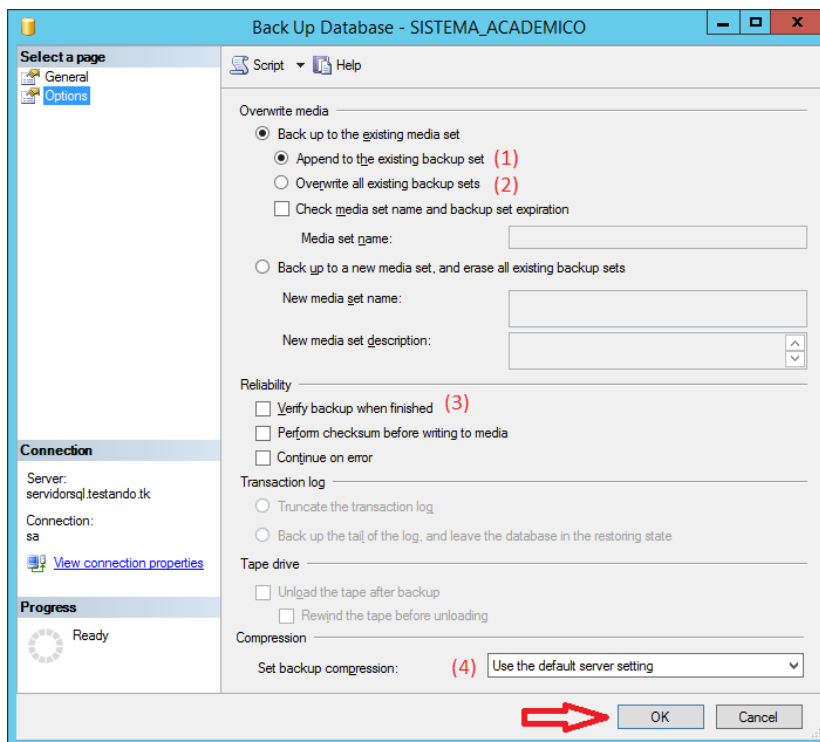 Back Up Database - SISTEMA_ACADEMICO
Select a page
General
Options
Script Help
Overwrite media
Back up to the existing media set
Append to the existing backup set (1)
Overwrite all existing backup sets (2)
Check media set name and backup set expiration
Media set name:
Back up to a new media set, and erase all existing backup sets
New media set name:
New media set description:
Reliability
Verify backup when finished (3)
Perform checksum before writing to media
Continue on error
Transaction log
Truncate the transaction log
Back up the tail of the log, and leave the database in the restoring state
Tape drive
Unload the tape after backup
Rewind the tape before unloading
Compression
Set backup compression: (4) Use the default server setting
Connection
Server:
servidorsql.testando.tk
Connection:
sa
View connection properties
Progress
Ready
OK Cancel